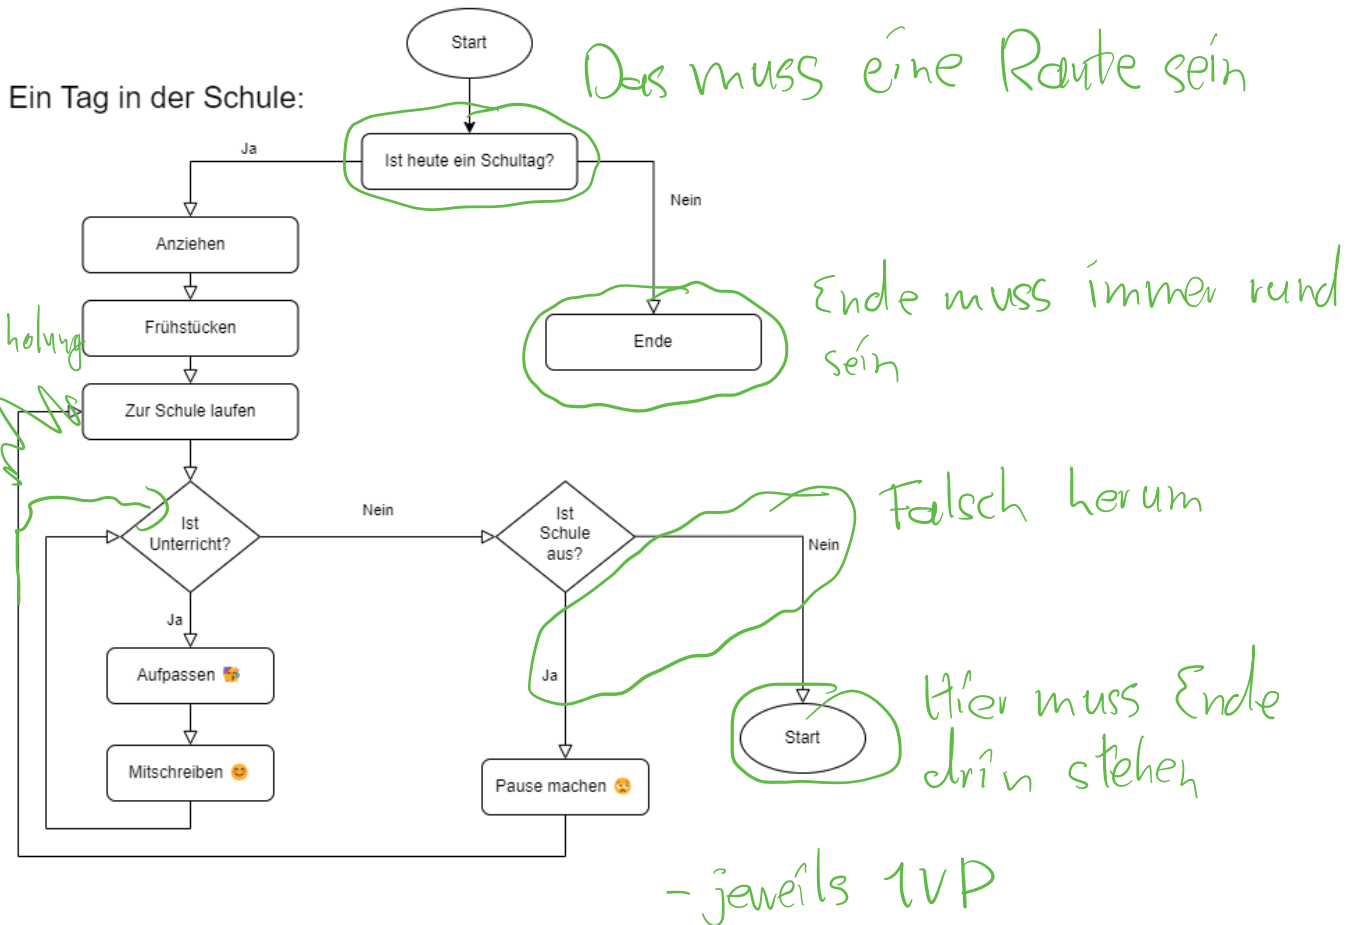 Start
Das muss eine Raute sein
Ein Tag in der Schule:
Ja
Ist heute ein Schultag?
Nein
Anziehen
Ende muss immer rund
sein
Frühstücken
holung
Ende
Zur Schule laufen
Falsch herum
Nein
Ist
Unterricht?
Ist
Schule
aus?
Nein
Ja
Aufpassen 🥳
Ja
Hier muss Ende
drin stehen
Start
Mitschreiben 😊
Pause machen 😧
- jeweils 1VP